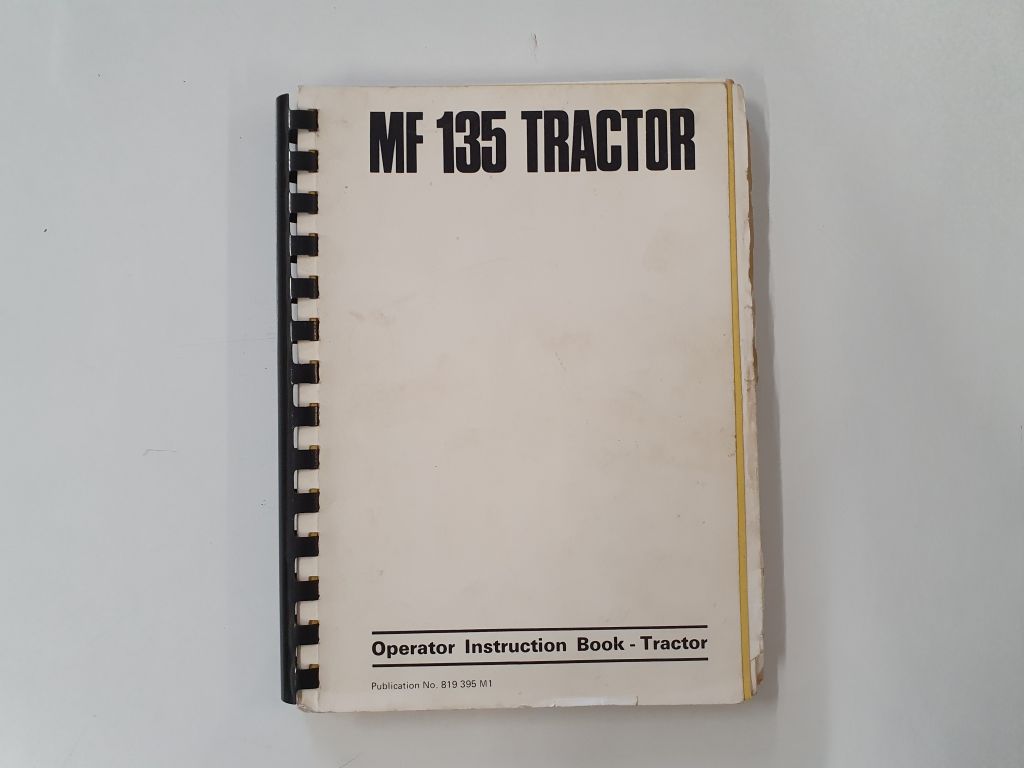 MF 135 TRACTOR
Operator Instruction Book - Tractor
Publication No. 819 395 M1